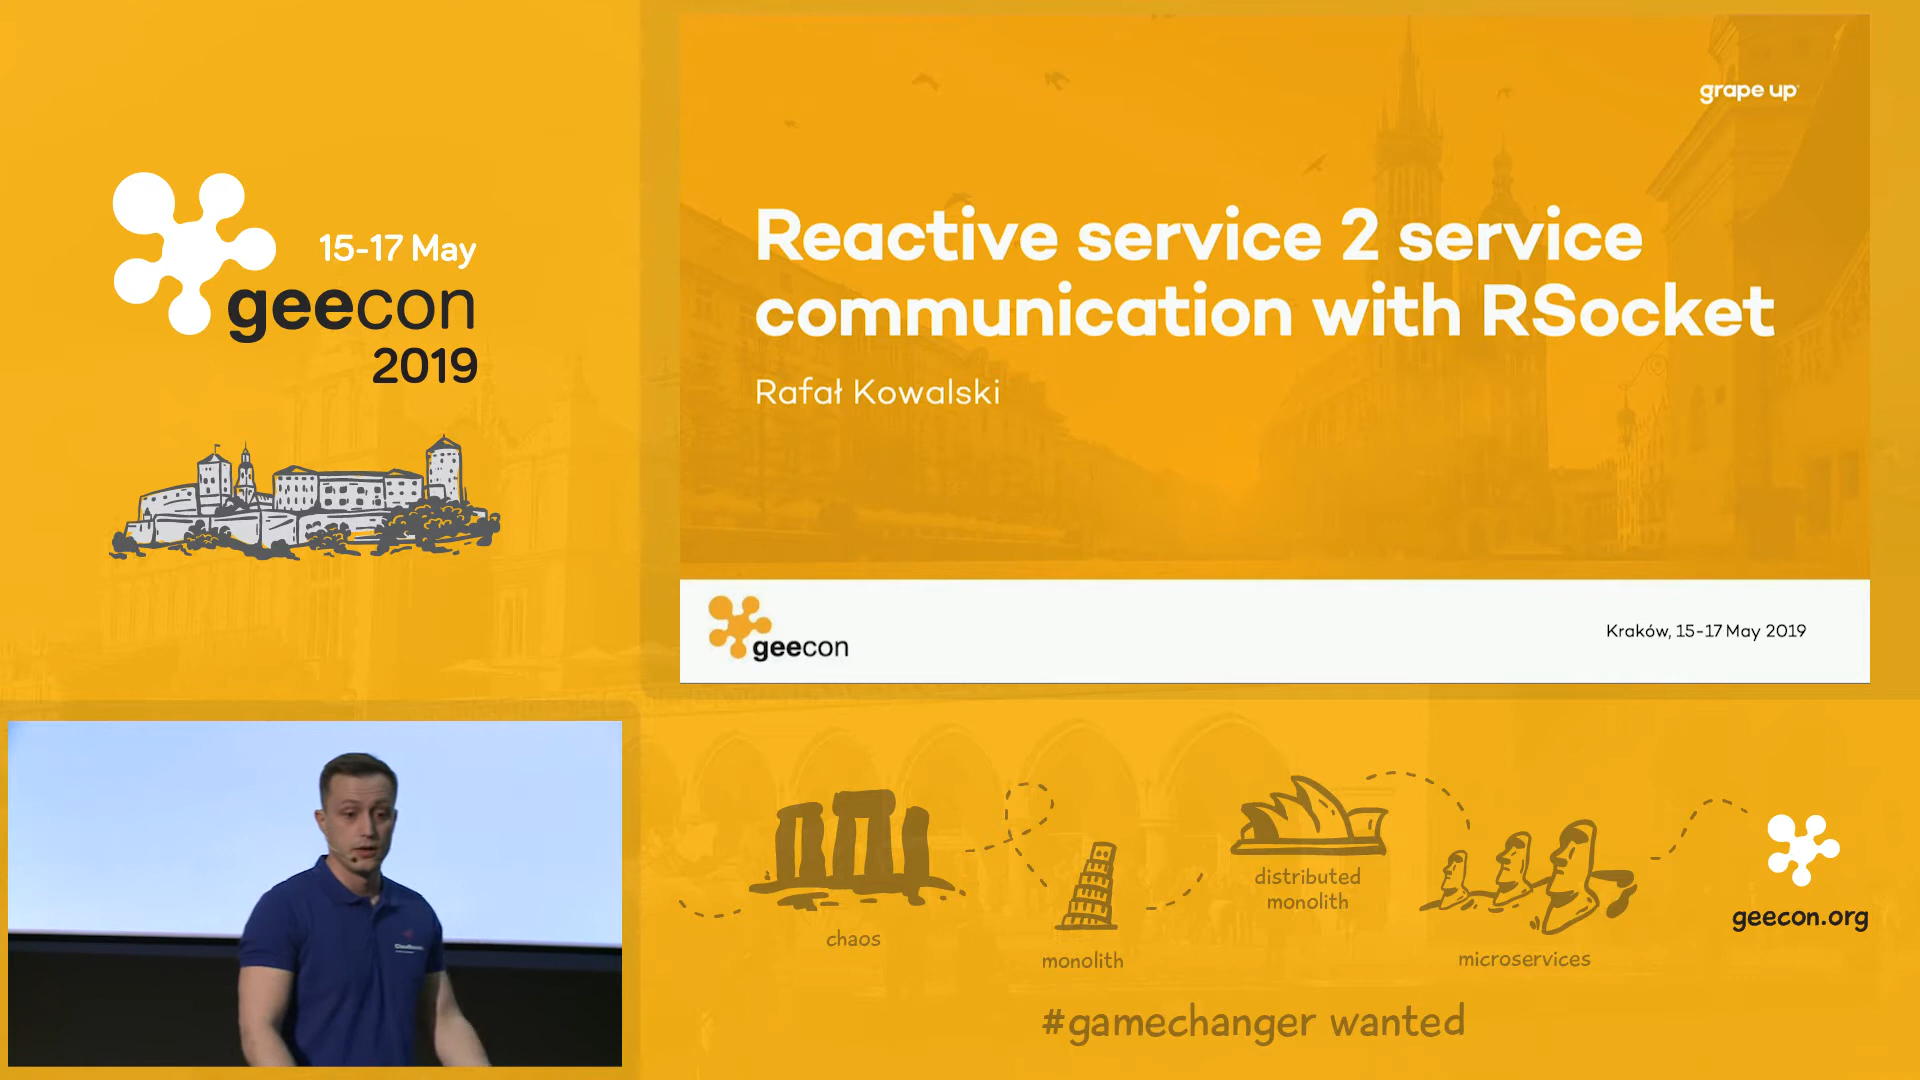 15-17 May
geecon
2019
grape up
Reactive service 2 service
communication with RSocket
Rafał Kowalski
geecon
Kraków, 15-17 May 2019
chaos
monolith
distributed
monolith
microservices
geecon.org
#gamechanger wanted